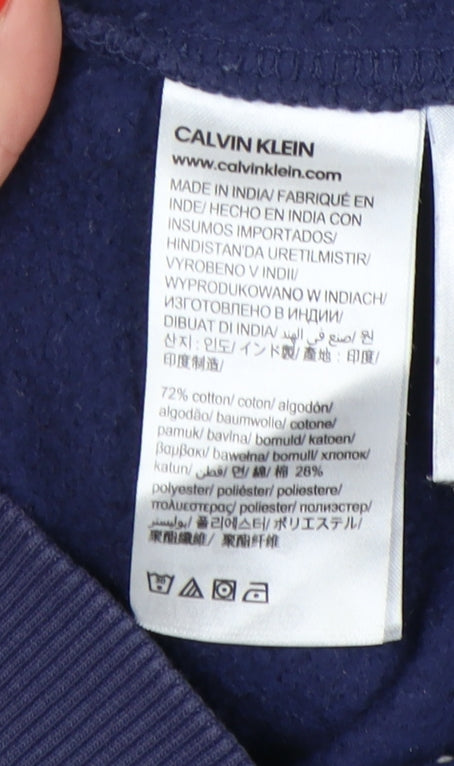 CALVIN KLEIN
www.calvinklein.com
MADE IN INDIA/ FABRIQUÉ EN
INDE/ HECHO EN INDIA CON
INSUMOS IMPORTADOS/
HINDISTAN'DA URETILMISTIR/
VYROBENO V INDII/
WYPRODUKOWANO W INDIACH/
ИЗГОТОВЛЕНО В ИНДИИ/
DIBUAT DI INDIA/ صنع في الهند/ 원
산지 : 인도/ インド製/ 產地 : 印度/
印度制造/
72% cotton/ coton/ algodón/
algodão/ baumwolle/ cotone/
pamuk/ bavlna/ bomuld/ katoen/
βαμβακι/ bawełna/ bomull/ хлопок/
katun/ قطن/ 면/ 綿/ 棉 28%
polyester/ poliéster/ poliestere/
πολυεστερας/ poliester/ полиэстер/
بوليستر/ 폴리에스터/ ポリエステル/
聚酯纖維/ 聚酯纤维
30